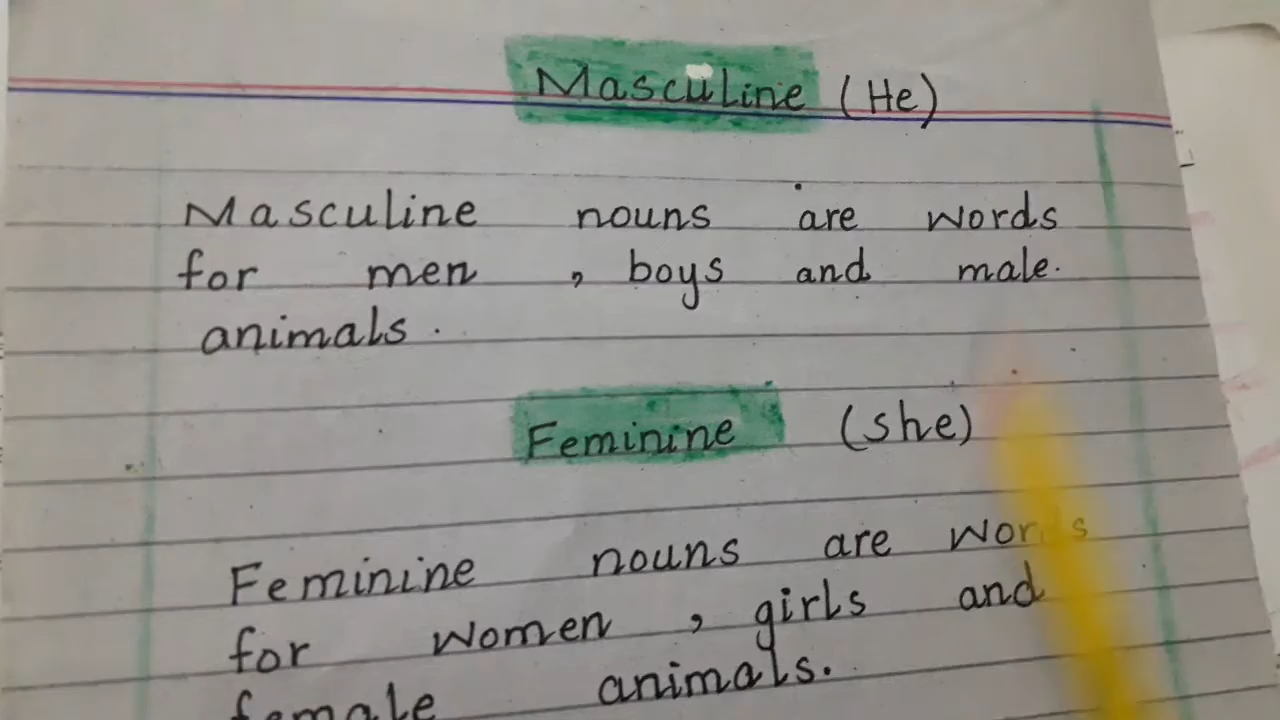 Masculine (He)
Masculine nouns are words
for men , boys and male.
animals .
Feminine (she)
Feminine nouns are words
for women , girls and
female animals.